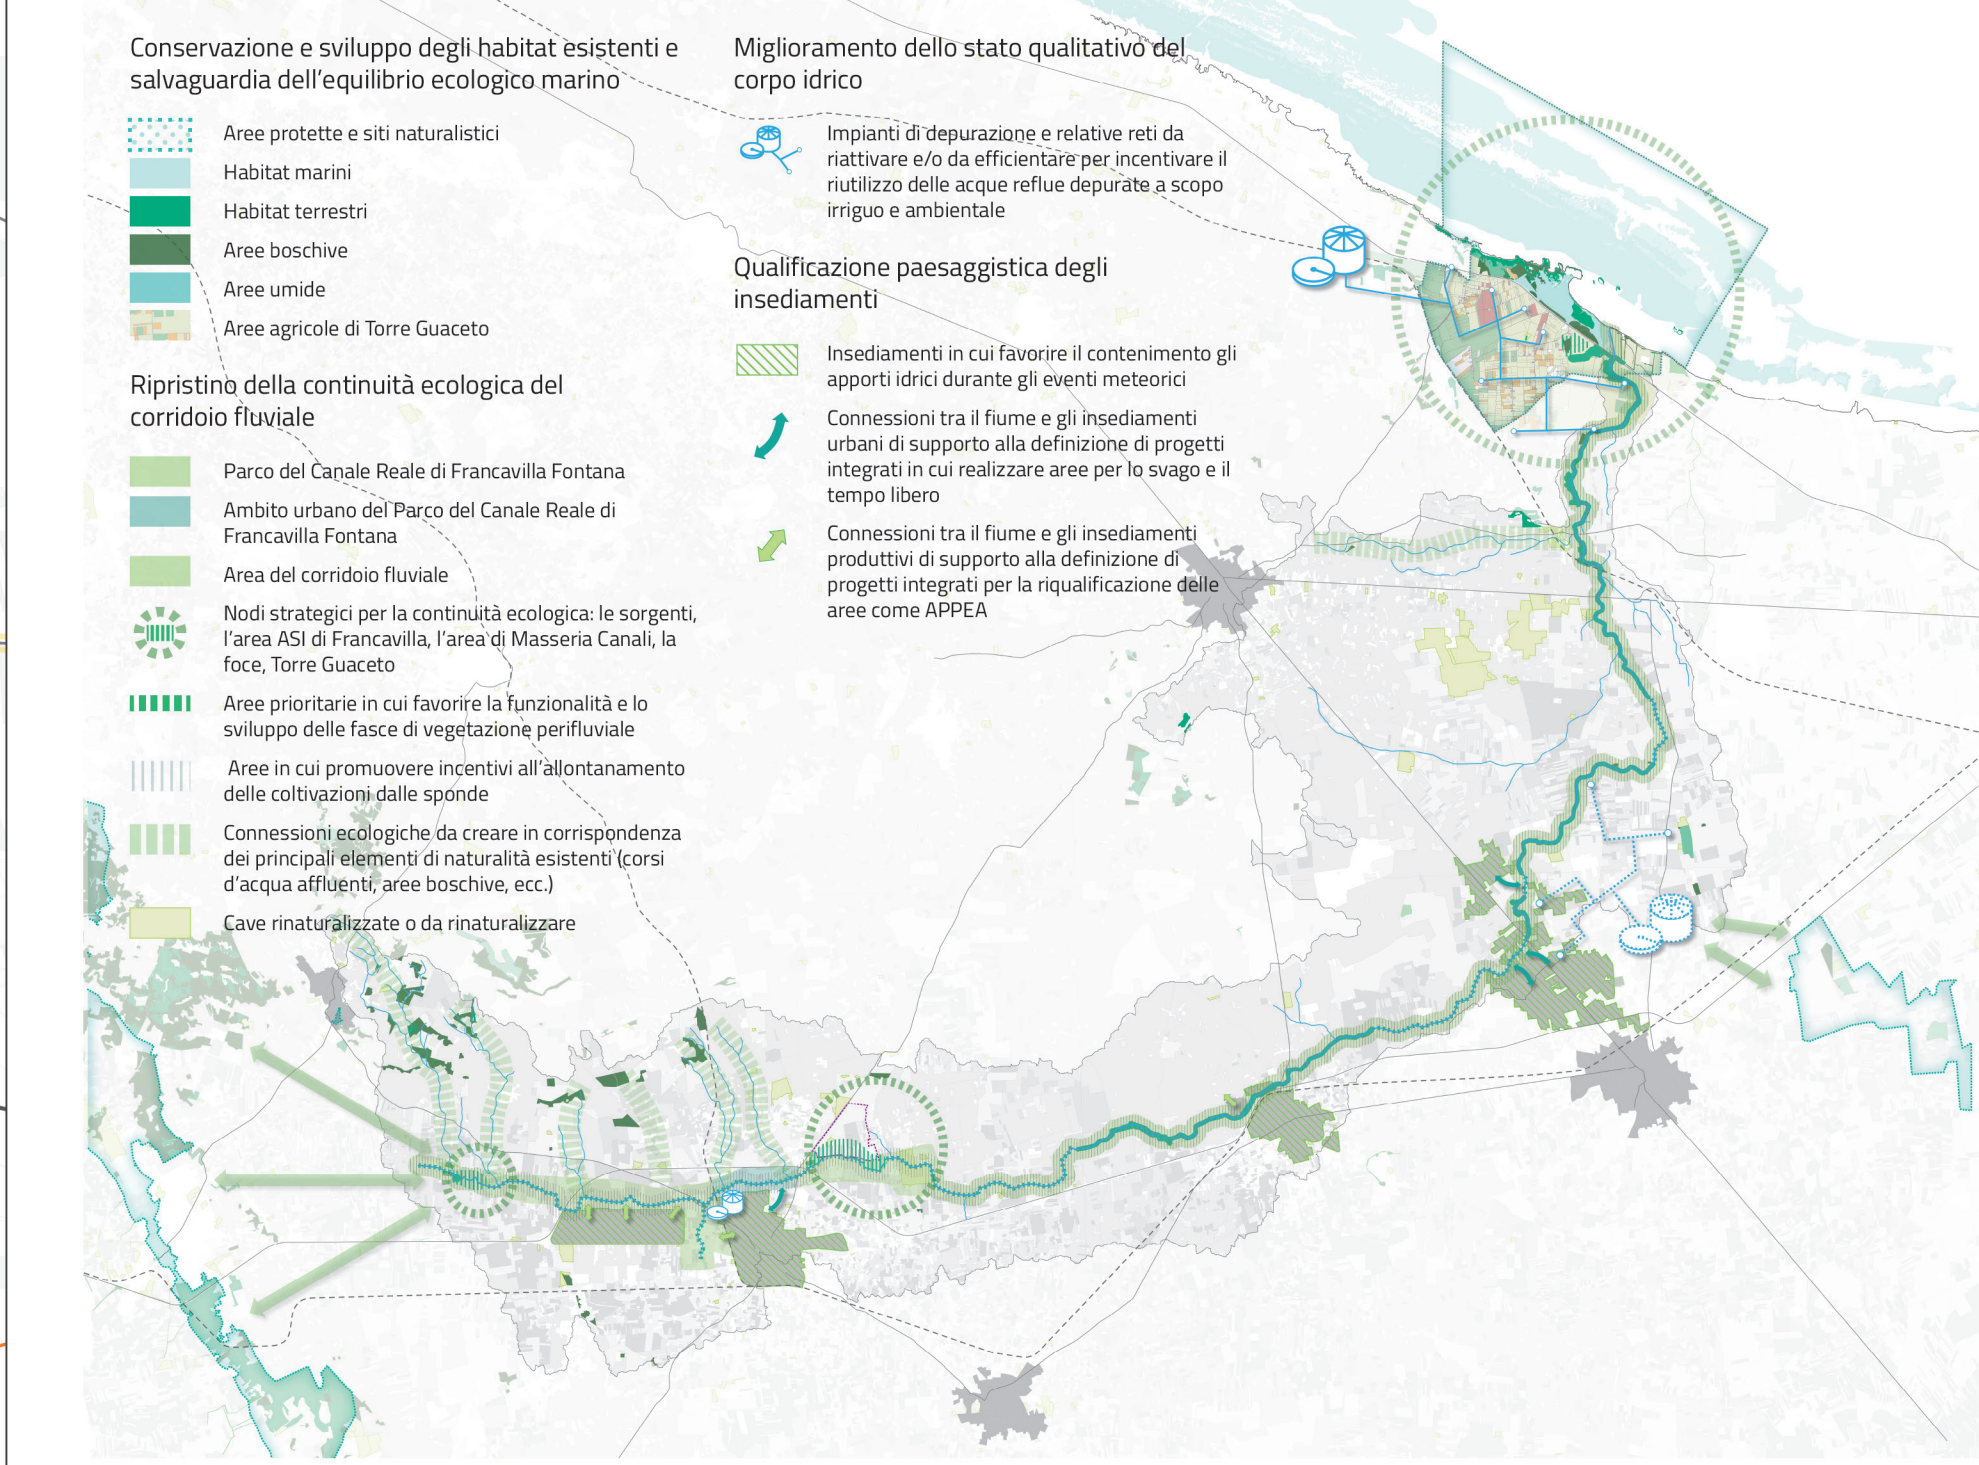 Conservazione e sviluppo degli habitat esistenti e
salvaguardia dell'equilibrio ecologico marino
Aree protette e siti naturalistici
Habitat marini
Habitat terrestri
Aree boschive
Aree umide
Aree agricole di Torre Guaceto
Ripristino della continuità ecologica del
corridoio fluviale
Parco del Canale Reale di Francavilla Fontana
Ambito urbano del Parco del Canale Reale di
Francavilla Fontana
Area del corridoio fluviale
Nodi strategici per la continuità ecologica: le sorgenti,
l'area ASI di Francavilla, l'area di Masseria Canali, la
foce, Torre Guaceto
Aree prioritarie in cui favorire la funzionalità e lo
sviluppo delle fasce di vegetazione perifluviale
Aree in cui promuovere incentivi all'allontanamento
delle coltivazioni dalle sponde
Connessioni ecologiche da creare in corrispondenza
dei principali elementi di naturalità esistenti (corsi
d'acqua affluenti, aree boschive, ecc.)
Cave rinaturalizzate o da rinaturalizzare
Miglioramento dello stato qualitativo del
corpo idrico
Impianti di depurazione e relative reti da
riattivare e/o da efficientare per incentivare il
riutilizzo delle acque reflue depurate a scopo
irriguo e ambientale
Qualificazione paesaggistica degli
insediamenti
Insediamenti in cui favorire il contenimento gli
apporti idrici durante gli eventi meteorici
Connessioni tra il fiume e gli insediamenti
urbani di supporto alla definizione di progetti
integrati in cui realizzare aree per lo svago e il
tempo libero
Connessioni tra il fiume e gli insediamenti
produttivi di supporto alla definizione di
progetti integrati per la riqualificazione delle
aree come APPEA